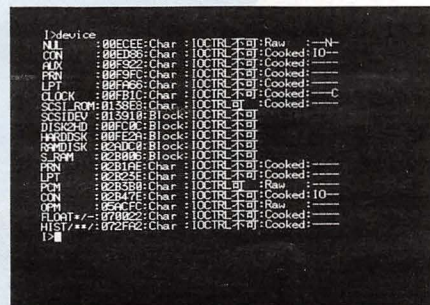 I>device
NUL     :00ECEE:Char :IOCTRL不可:Raw   :---N-
CON     :00ED86:Char :IOCTRL不可:Cooked:IO---
AUX     :00F922:Char :IOCTRL不可:Cooked:-----
PRN     :00F9FC:Char :IOCTRL不可:Cooked:-----
LPT     :00FA66:Char :IOCTRL不可:Cooked:-----
CLOCK   :00FB1C:Char :IOCTRL不可:Cooked:----C
SCSI_ROM:0138E8:Char :IOCTRL可  :Cooked:-----
SCSIDEV :013910:Block:IOCTRL不可
DISK2HD :00FC0C:Block:IOCTRL不可
HARDDSK :00FE2A:Block:IOCTRL不可
RAMDISK :02ADC0:Block:IOCTRL不可
S_RAM   :02B006:Block:IOCTRL不可
PRN     :02B1AE:Char :IOCTRL不可:Cooked:-----
LPT     :02B23E:Char :IOCTRL不可:Cooked:-----
PCM     :02B3B0:Char :IOCTRL可  :Raw   :-----
CON     :02B47E:Char :IOCTRL不可:Cooked:IO---
OPM     :05ACFC:Char :IOCTRL不可:Raw   :-----
FLOAT*/-:070022:Char :IOCTRL不可:Cooked:-----
HIST/**/:072FA2:Char :IOCTRL不可:Cooked:-----
I>